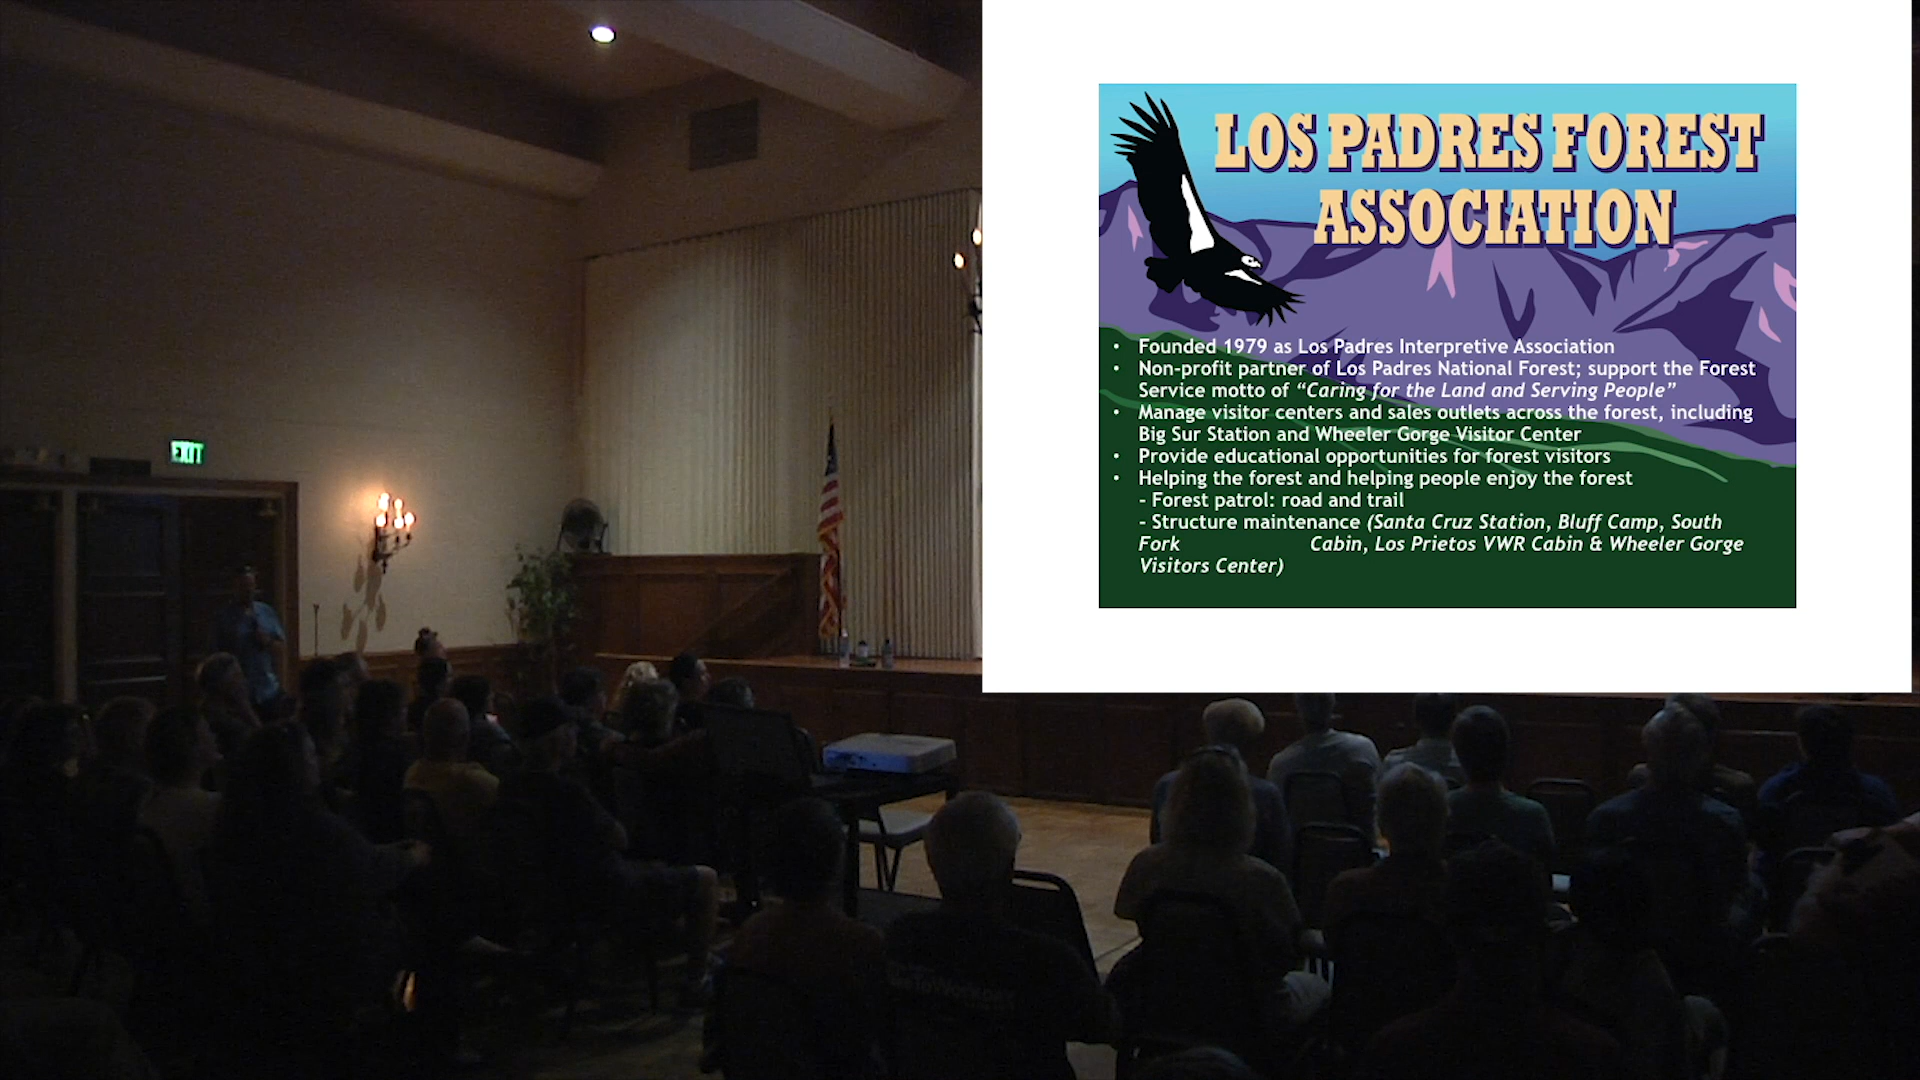 LOS PADRES FOREST
ASSOCIATION
• Founded 1979 as Los Padres Interpretive Association
• Non-profit partner of Los Padres National Forest; support the Forest
Service motto of “Caring for the Land and Serving People”
• Manage visitor centers and sales outlets across the forest, including
Big Sur Station and Wheeler Gorge Visitor Center
• Provide educational opportunities for forest visitors
• Helping the forest and helping people enjoy the forest
- Forest patrol: road and trail
- Structure maintenance (Santa Cruz Station, Bluff Camp, South
Fork Cabin, Los Prietos VWR Cabin & Wheeler Gorge
Visitors Center)
EXIT